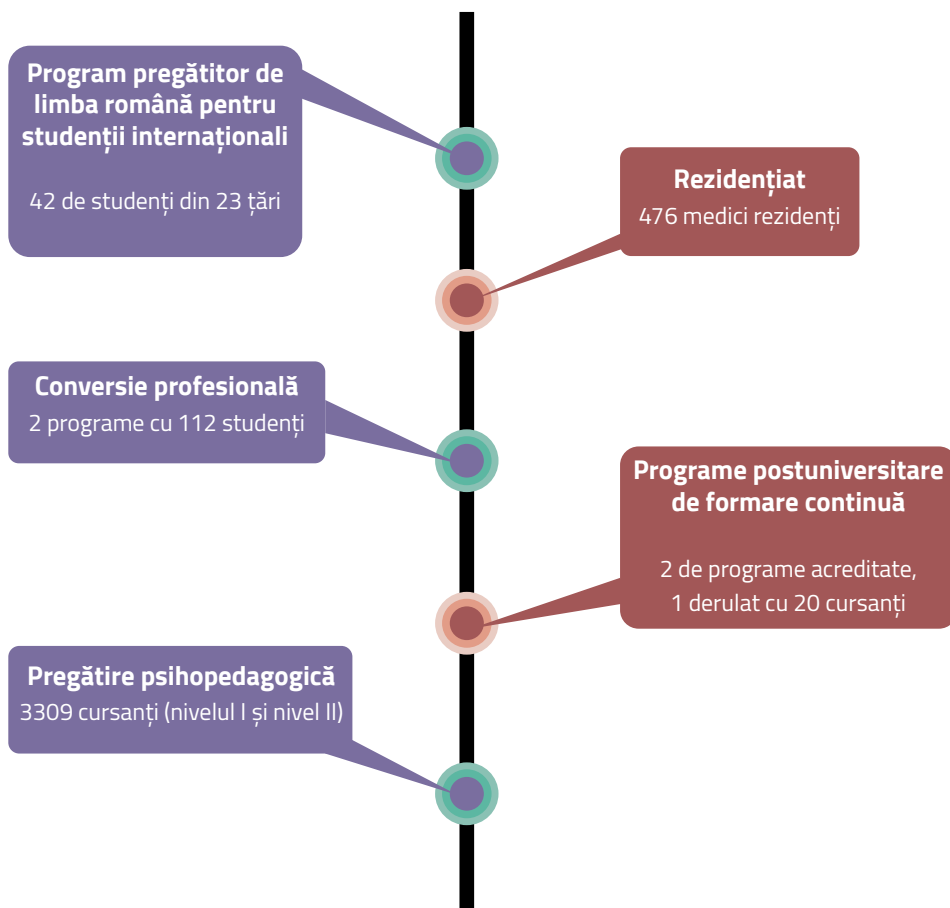 Program pregătitor de
limba română pentru
studenții internaționali
42 de studenți din 23 țări
Rezidențiat
476 medici rezidenți
Conversie profesională
2 programe cu 112 studenți
Programe postuniversitare
de formare continuă
2 de programe acreditate,
1 derulat cu 20 cursanți
Pregătire psihopedagogică
3309 cursanți (nivelul I și nivel II)